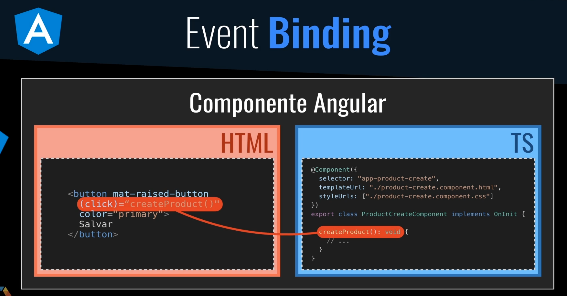 Event Binding
Componente Angular
HTML
<button mat-raised-button
(click)="createProduct()"
color="primary">
Salvar
</button>
TS
@Component({
selector: "app-product-create",
templateUrl: "./product-create.component.html",
styleUrls: ["./product-create.component.css"]
})
export class ProductCreateComponent implements OnInit {
createProduct(): void {
// ...
}
}